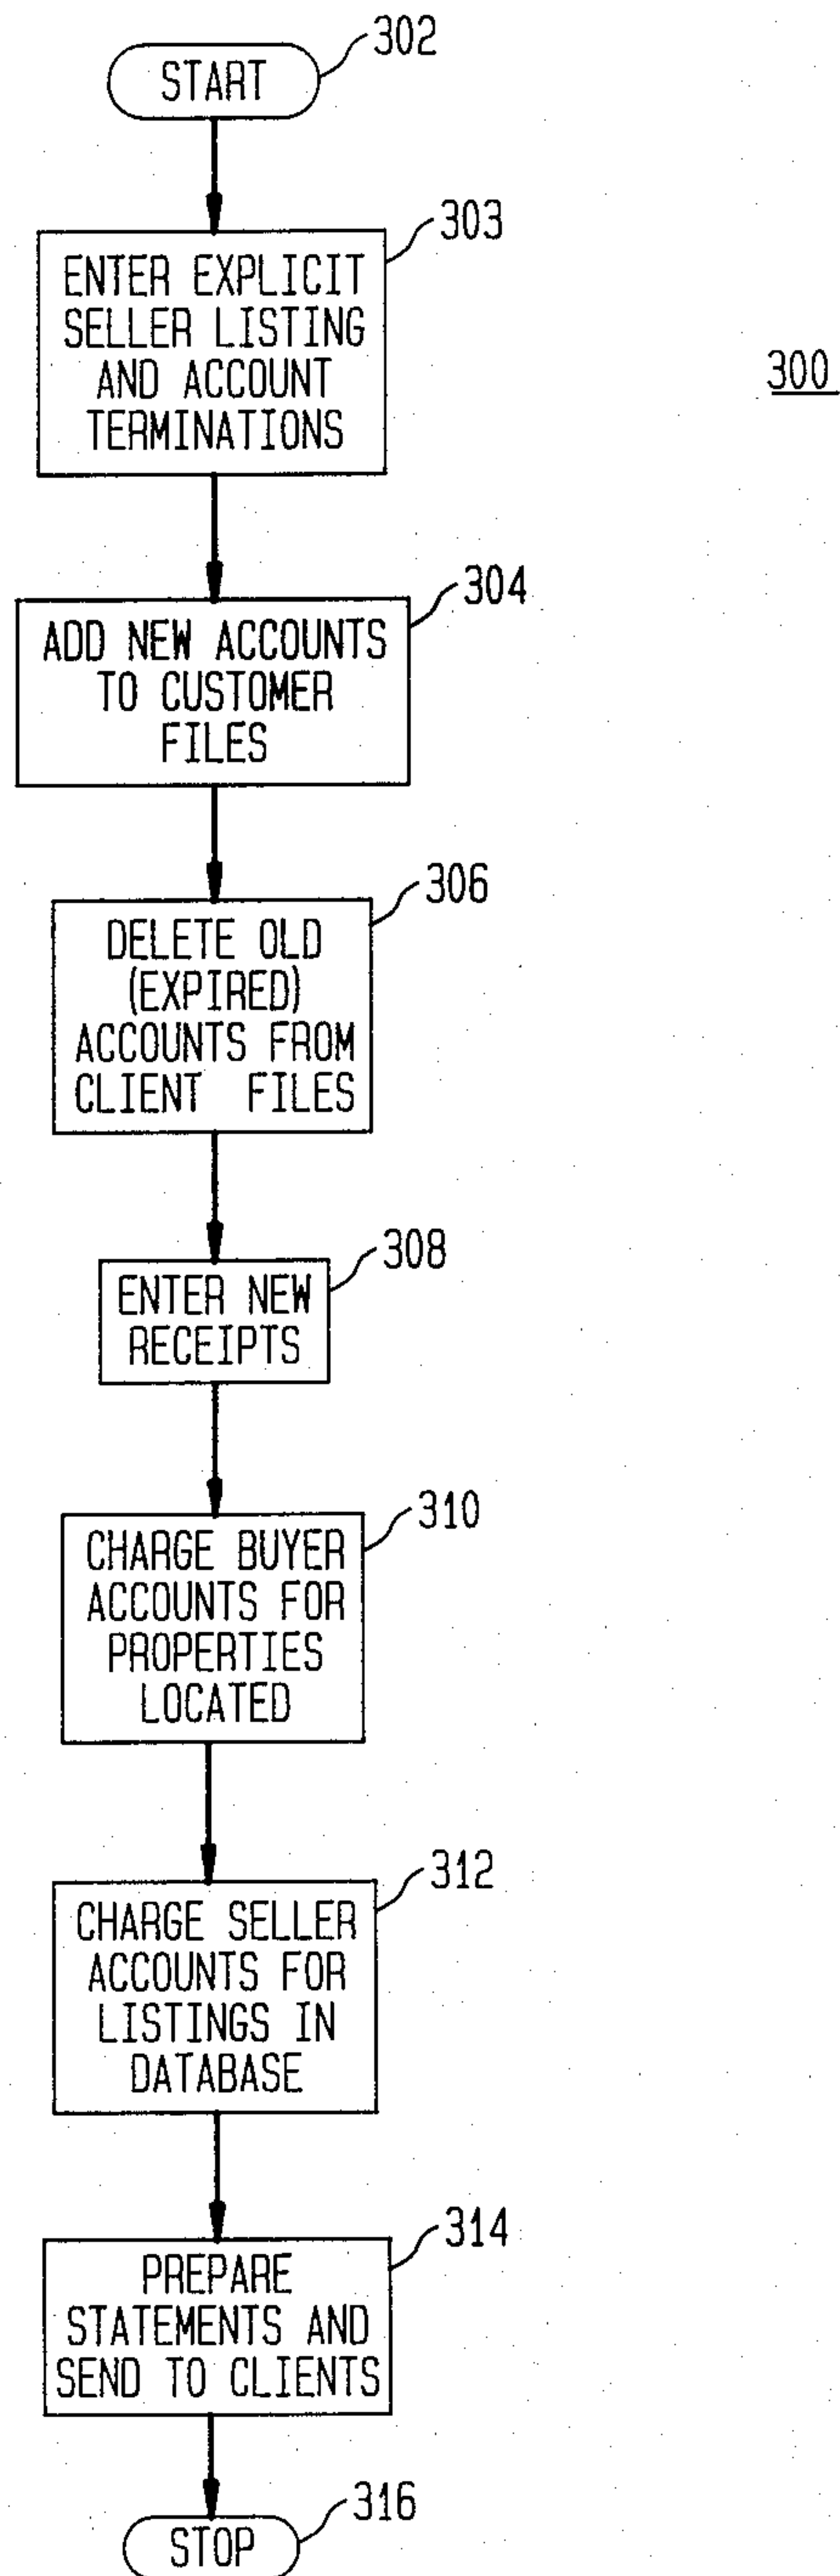 302
START
303
ENTER EXPLICIT
SELLER LISTING
AND ACCOUNT
TERMINATIONS
300
304
ADD NEW ACCOUNTS
TO CUSTOMER
FILES
306
DELETE OLD
(EXPIRED)
ACCOUNTS FROM
CLIENT FILES
308
ENTER NEW
RECEIPTS
310
CHARGE BUYER
ACCOUNTS FOR
PROPERTIES
LOCATED
312
CHARGE SELLER
ACCOUNTS FOR
LISTINGS IN
DATABASE
314
PREPARE
STATEMENTS AND
SEND TO CLIENTS
316
STOP